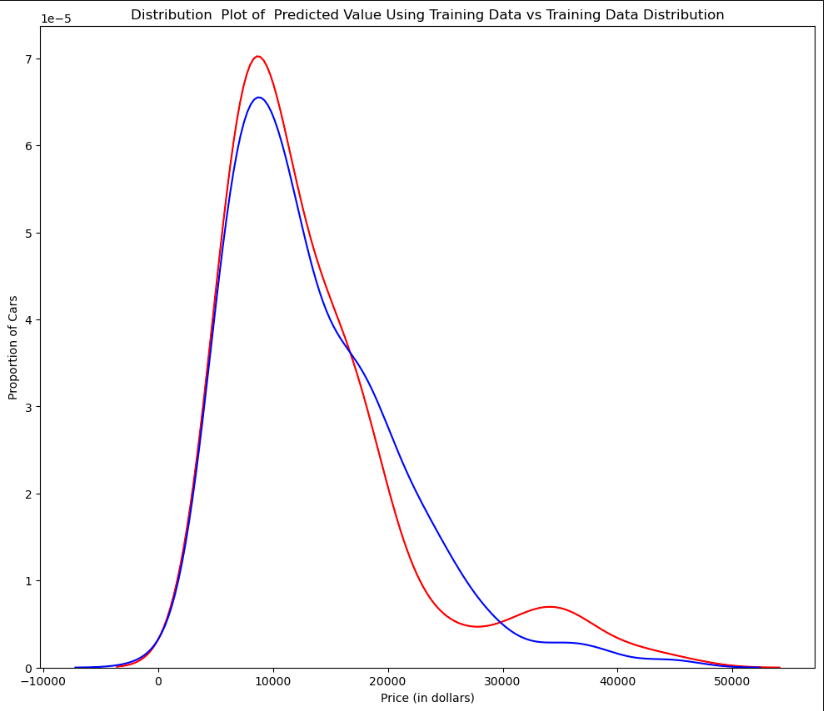 Distribution  Plot of  Predicted Value Using Training Data vs Training Data Distribution
1e−5
7
6
5
4
3
2
1
0
Proportion of Cars
−10000 0 10000 20000 30000 40000 50000
Price (in dollars)